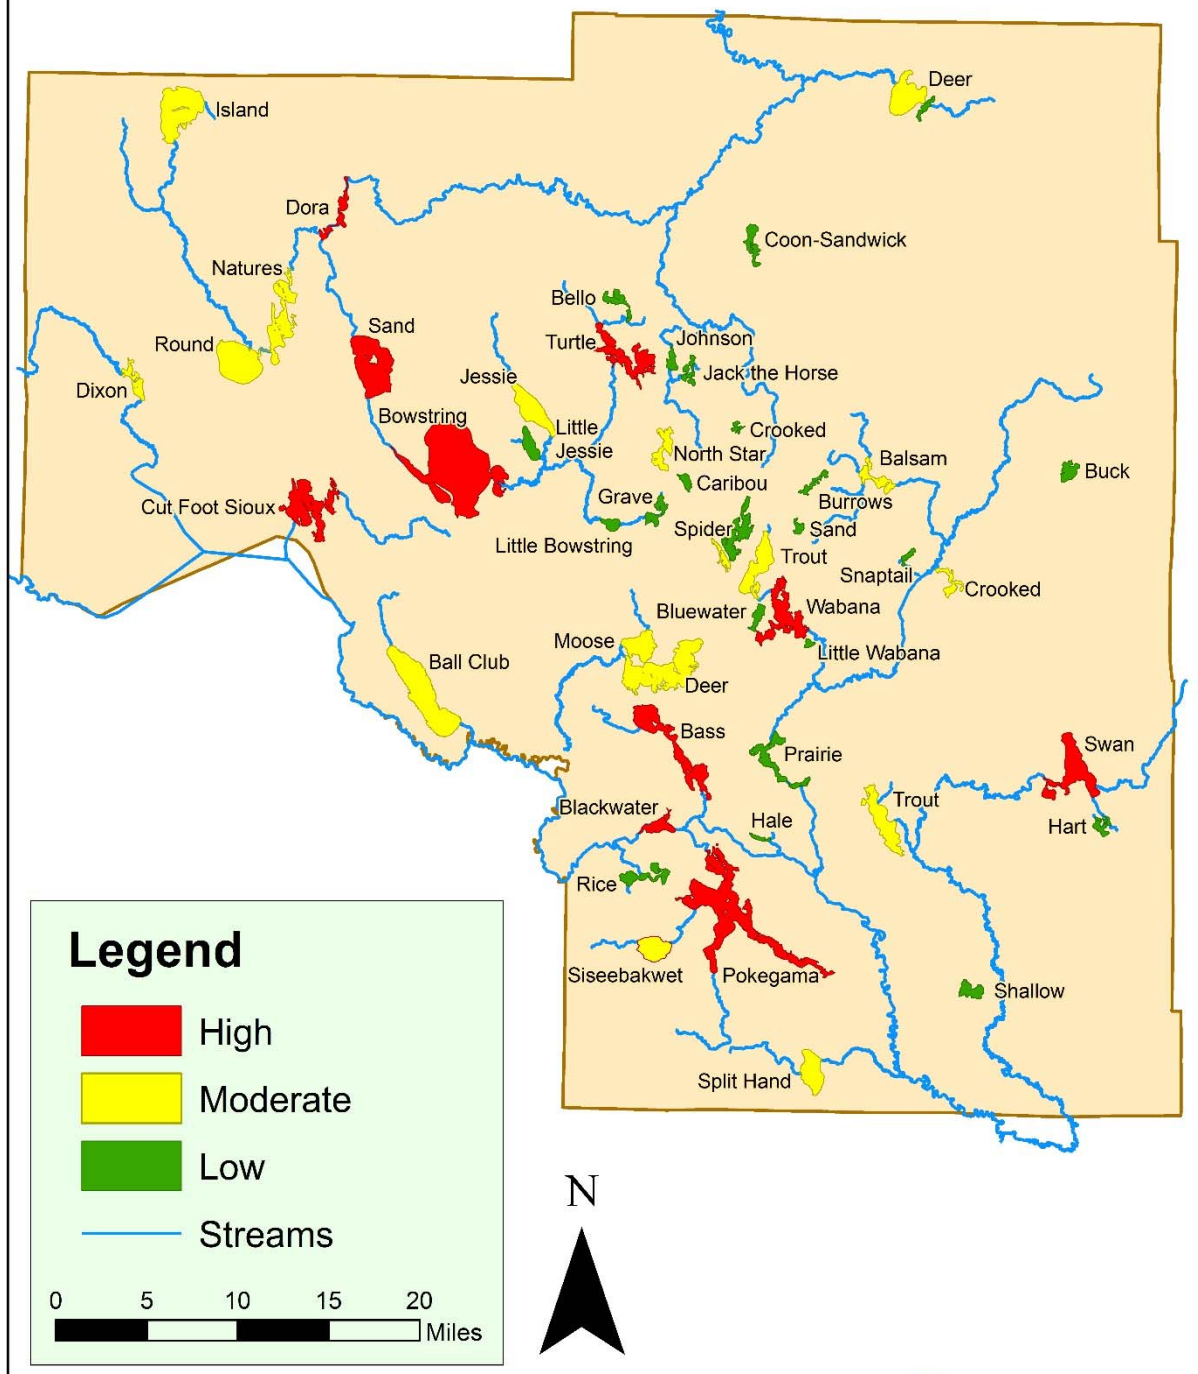 Deer
Island
Dora
Coon-Sandwick
Natures
Bello
Sand
Turtle
Johnson
Round
Jessie
Jack the Horse
Dixon
Bowstring
Little
Jessie
Crooked
North Star
Balsam
Buck
Cut Foot Sioux
Grave
Caribou
Burrows
Spider
Sand
Little Bowstring
Trout
Snaptail
Crooked
Bluewater
Wabana
Moose
Little Wabana
Ball Club
Deer
Bass
Prairie
Swan
Blackwater
Trout
Hale
Hart
Rice
Siseebakwet
Pokegama
Shallow
Split Hand
Legend
High
Moderate
Low
Streams
0 5 10 15 20
Miles
N